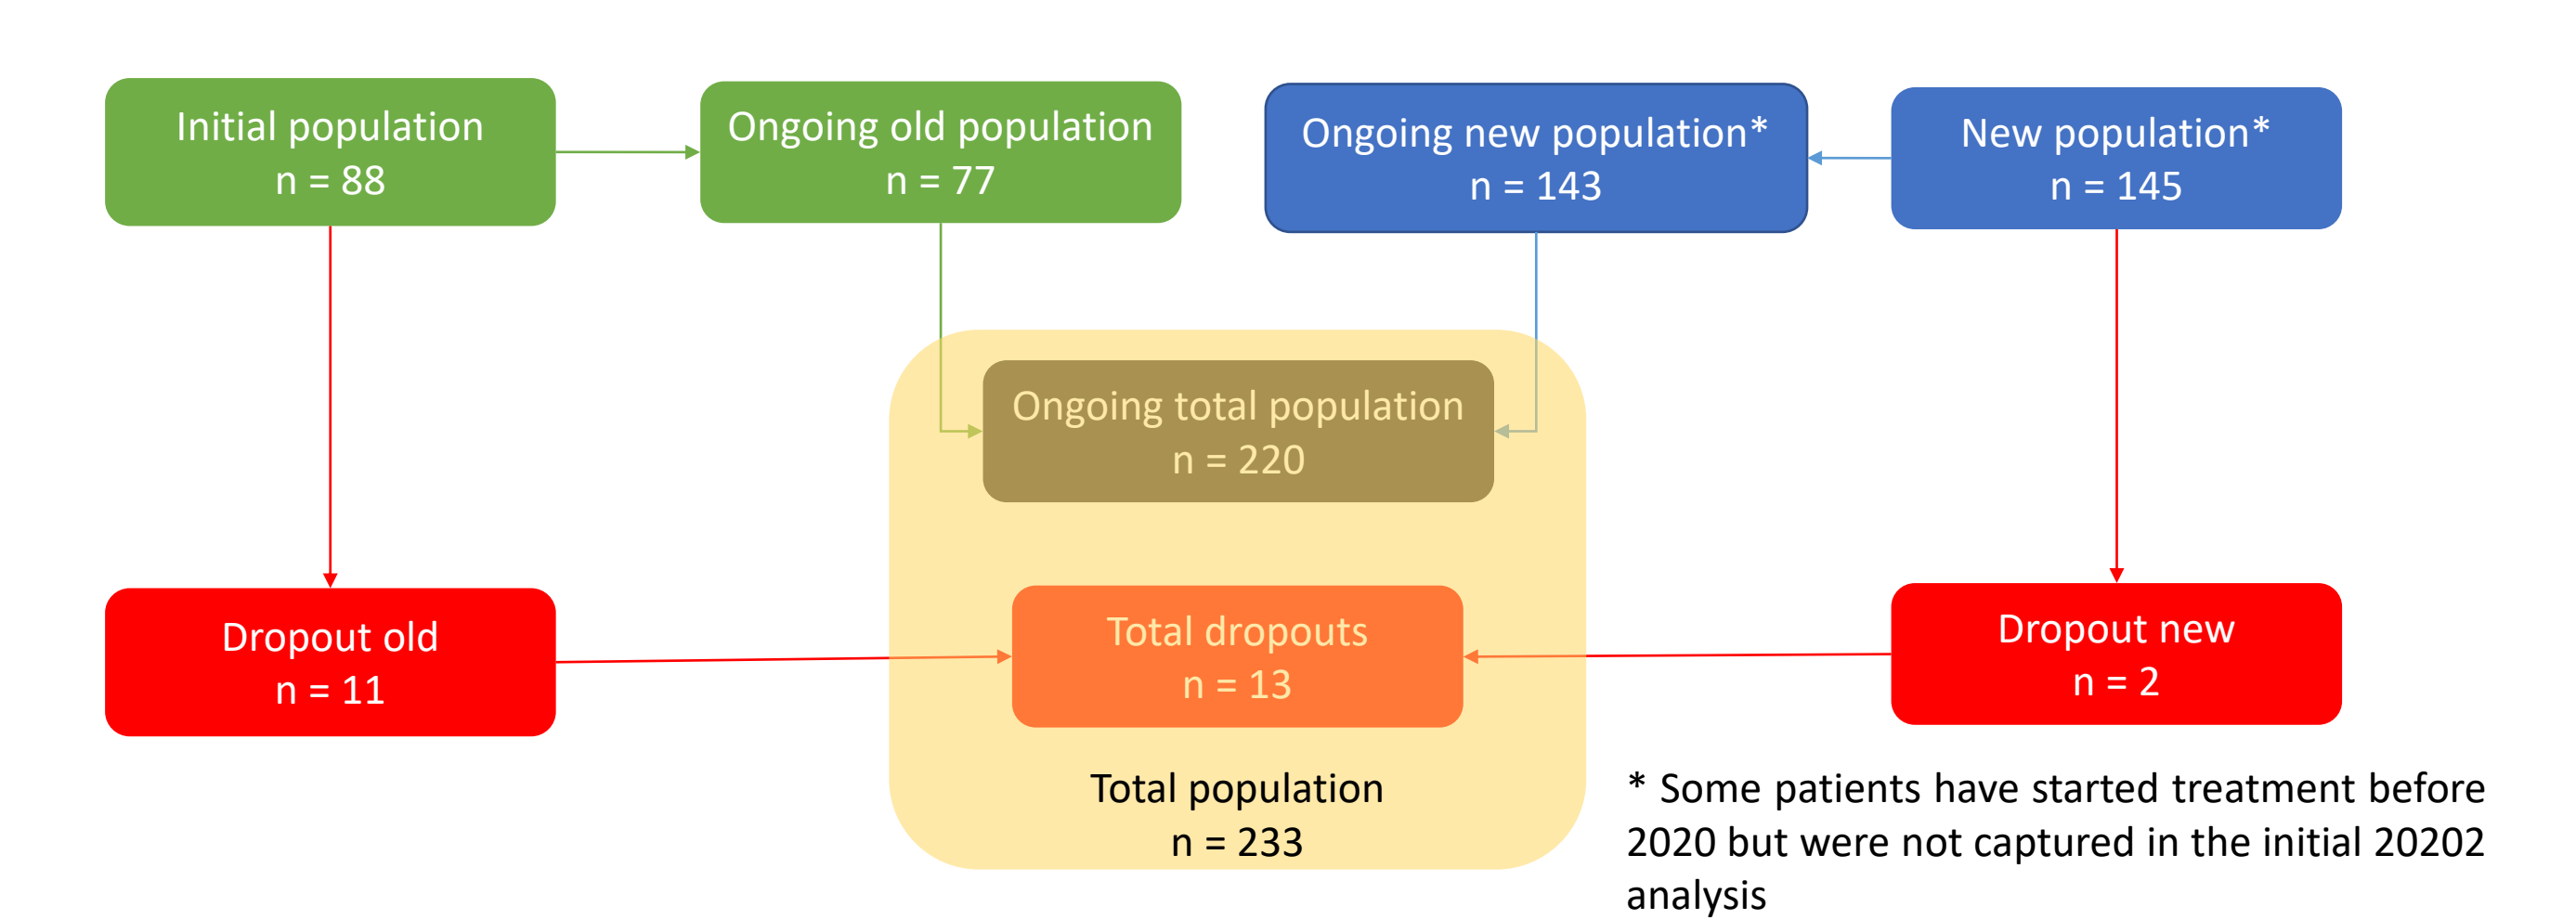 Initial population
n = 88
Ongoing old population
n = 77
Ongoing new population*
n = 143
New population*
n = 145
Ongoing total population
n = 220
Dropout old
n = 11
Total dropouts
n = 13
Dropout new
n = 2
Total population
n = 233
* Some patients have started treatment before
2020 but were not captured in the initial 20202
analysis